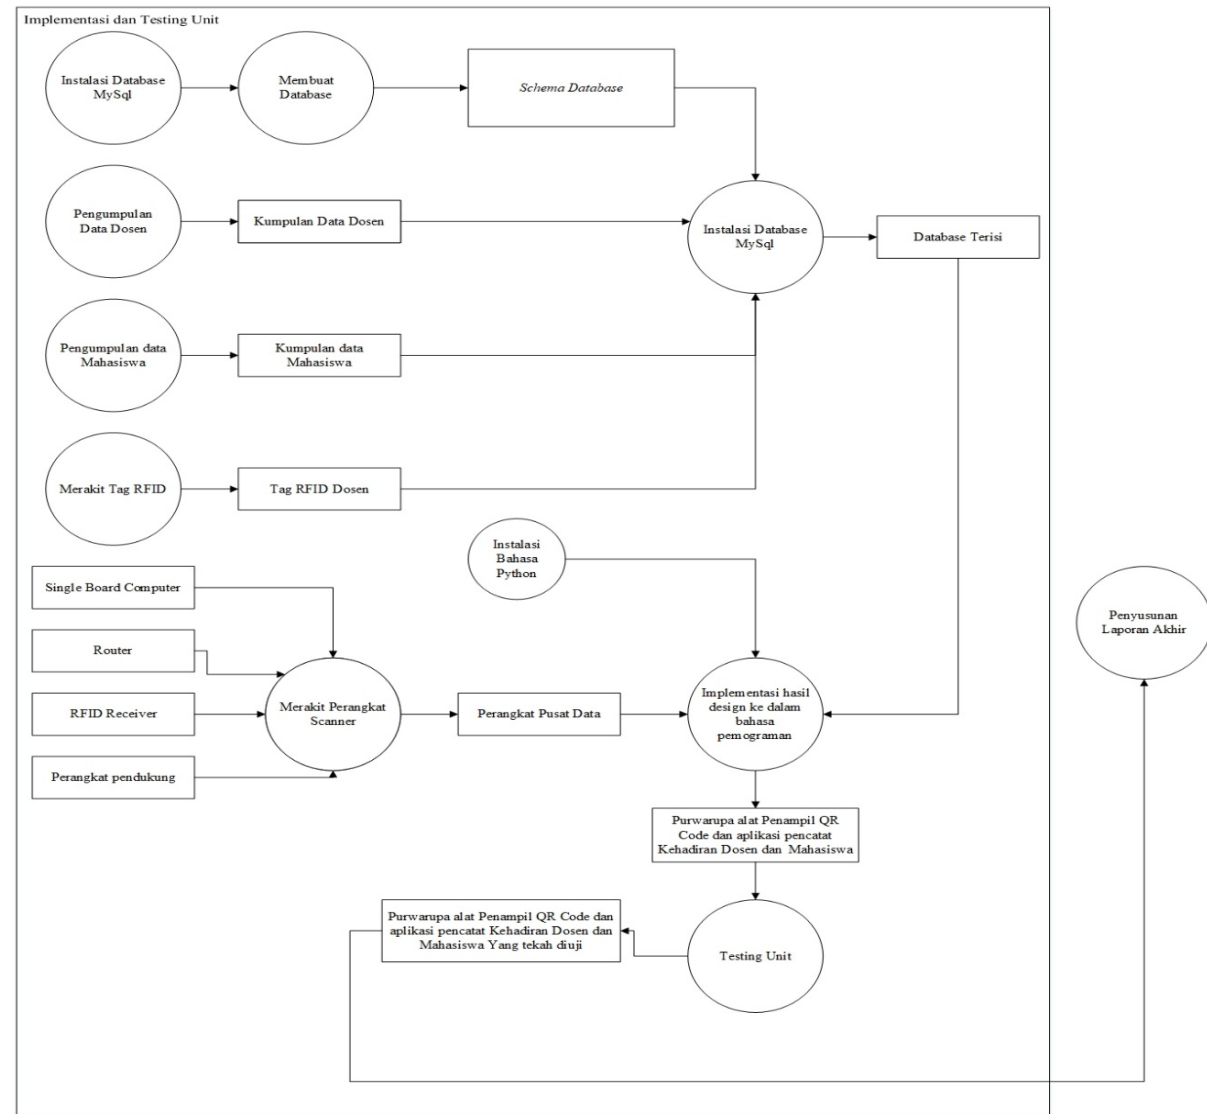 Implementasi dan Testing Unit
Instalasi Database
MySql
Membuat
Database
Schema Database
Pengumpulan
Data Dosen
Kumpulan Data Dosen
Instalasi Database
MySql
Database Terisi
Pengumpulan data
Mahasiswa
Kumpulan data
Mahasiswa
Merakit Tag RFID
Tag RFID Dosen
Instalasi
Bahasa
Python
Single Board Computer
Router
RFID Receiver
Perangkat pendukung
Merakit Perangkat
Scanner
Perangkat Pusat Data
Implementasi hasil
design ke dalam
bahasa
pemograman
Penyusunan
Laporan Akhir
Purwarupa alat Penampil QR
Code dan aplikasi pencatat
Kehadiran Dosen dan Mahasiswa
Purwarupa alat Penampil QR Code dan
aplikasi pencatat Kehadiran Dosen dan
Mahasiswa Yang tekah diuji
Testing Unit